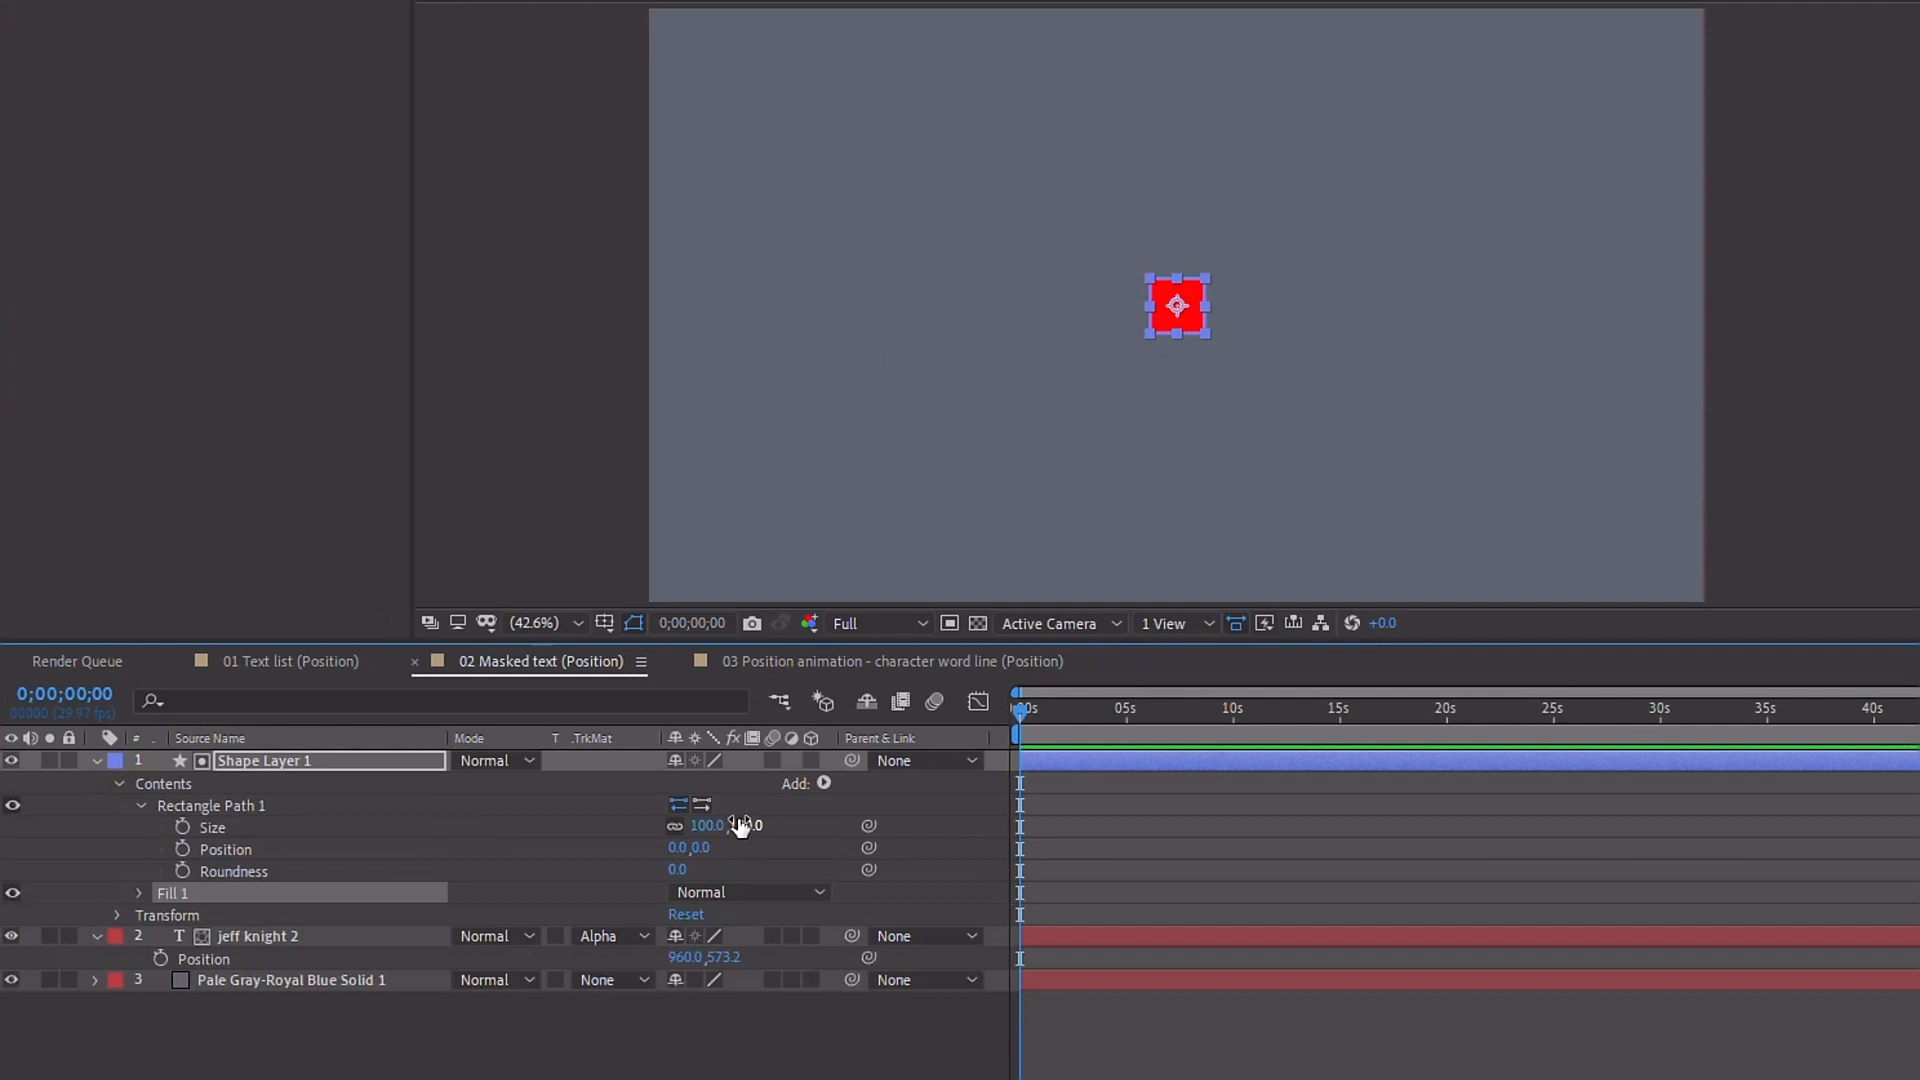 (42.6%)
0;00;00;00
Full
Active Camera
1 View
+0.0
Render Queue
01 Text list (Position)
× 02 Masked text (Position)
03 Position animation - character word line (Position)
0;00;00;00
00000 (29.97 fps)
05s
10s
15s
20s
25s
30s
35s
40s
#
Source Name
Mode
T
.TrkMat
fx
Parent & Link
1
Shape Layer 1
Normal
None
Contents
Add:
Rectangle Path 1
Size
100.0
Position
0.0,0.0
Roundness
0.0
Fill 1
Normal
Transform
Reset
2
T
jeff knight 2
Normal
Alpha
None
Position
960.0,573.2
3
Pale Gray-Royal Blue Solid 1
Normal
None
None